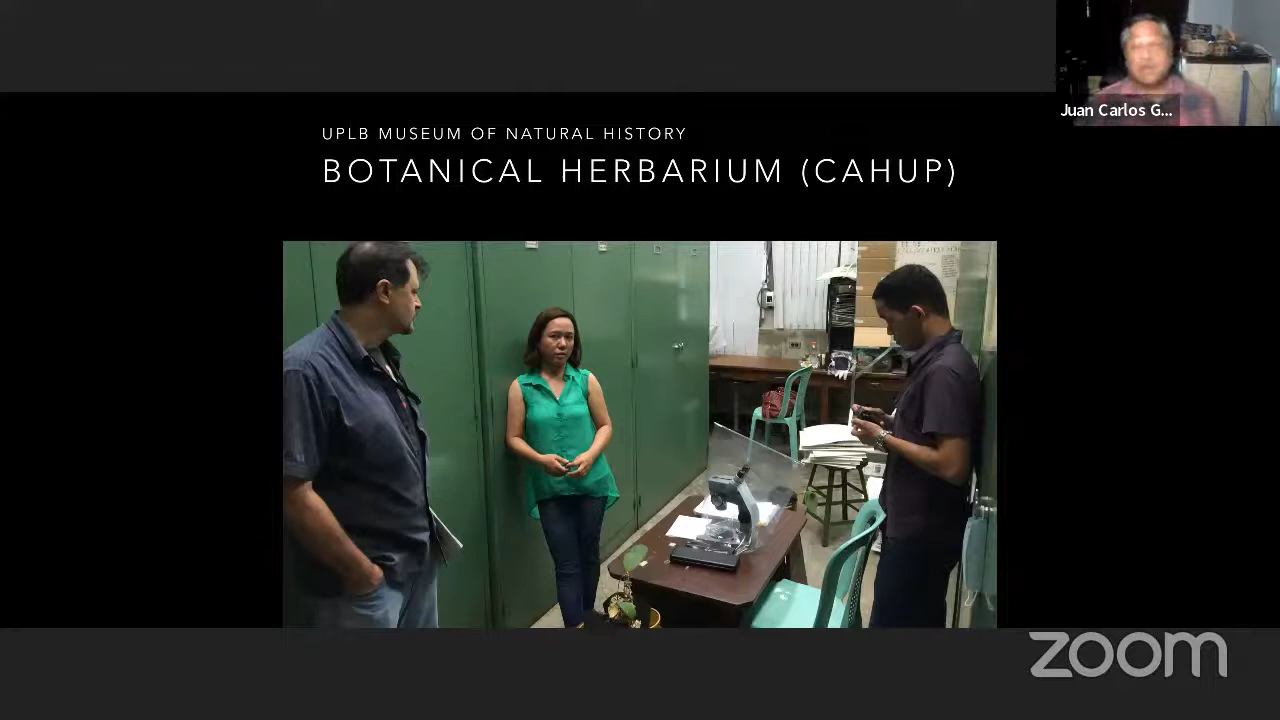 UPLB MUSEUM OF NATURAL HISTORY
BOTANICAL HERBARIUM (CAHUP)
Juan Carlos G...
zoom